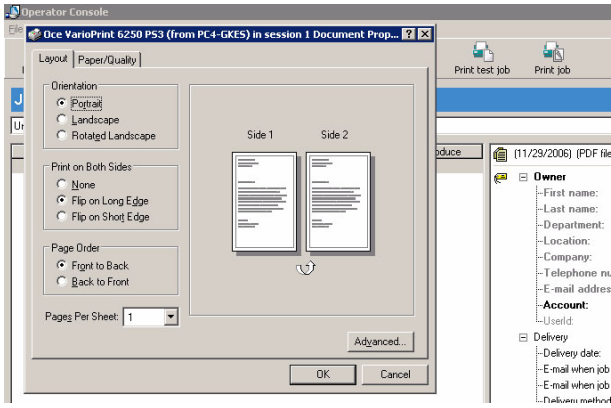 Operator Console
File
Oce VarioPrint 6250 PS3 (from PC4-GKES) in session 1 Document Prop...
Layout
Paper/Quality
Orientation
Portrait
Landscape
Rotated Landscape
Print on Both Sides
None
Flip on Long Edge
Flip on Short Edge
Page Order
Front to Back
Back to Front
Pages Per Sheet: 1
Side 1 Side 2
Advanced...
OK Cancel
Print test job Print job
J
Ur
oduce
(11/29/2006) (PDF file
Owner
First name:
Last name:
Department:
Location:
Company:
Telephone nu
E-mail addres
Account:
UserId:
Delivery
Delivery date:
E-mail when job
E-mail when job
Delivery method